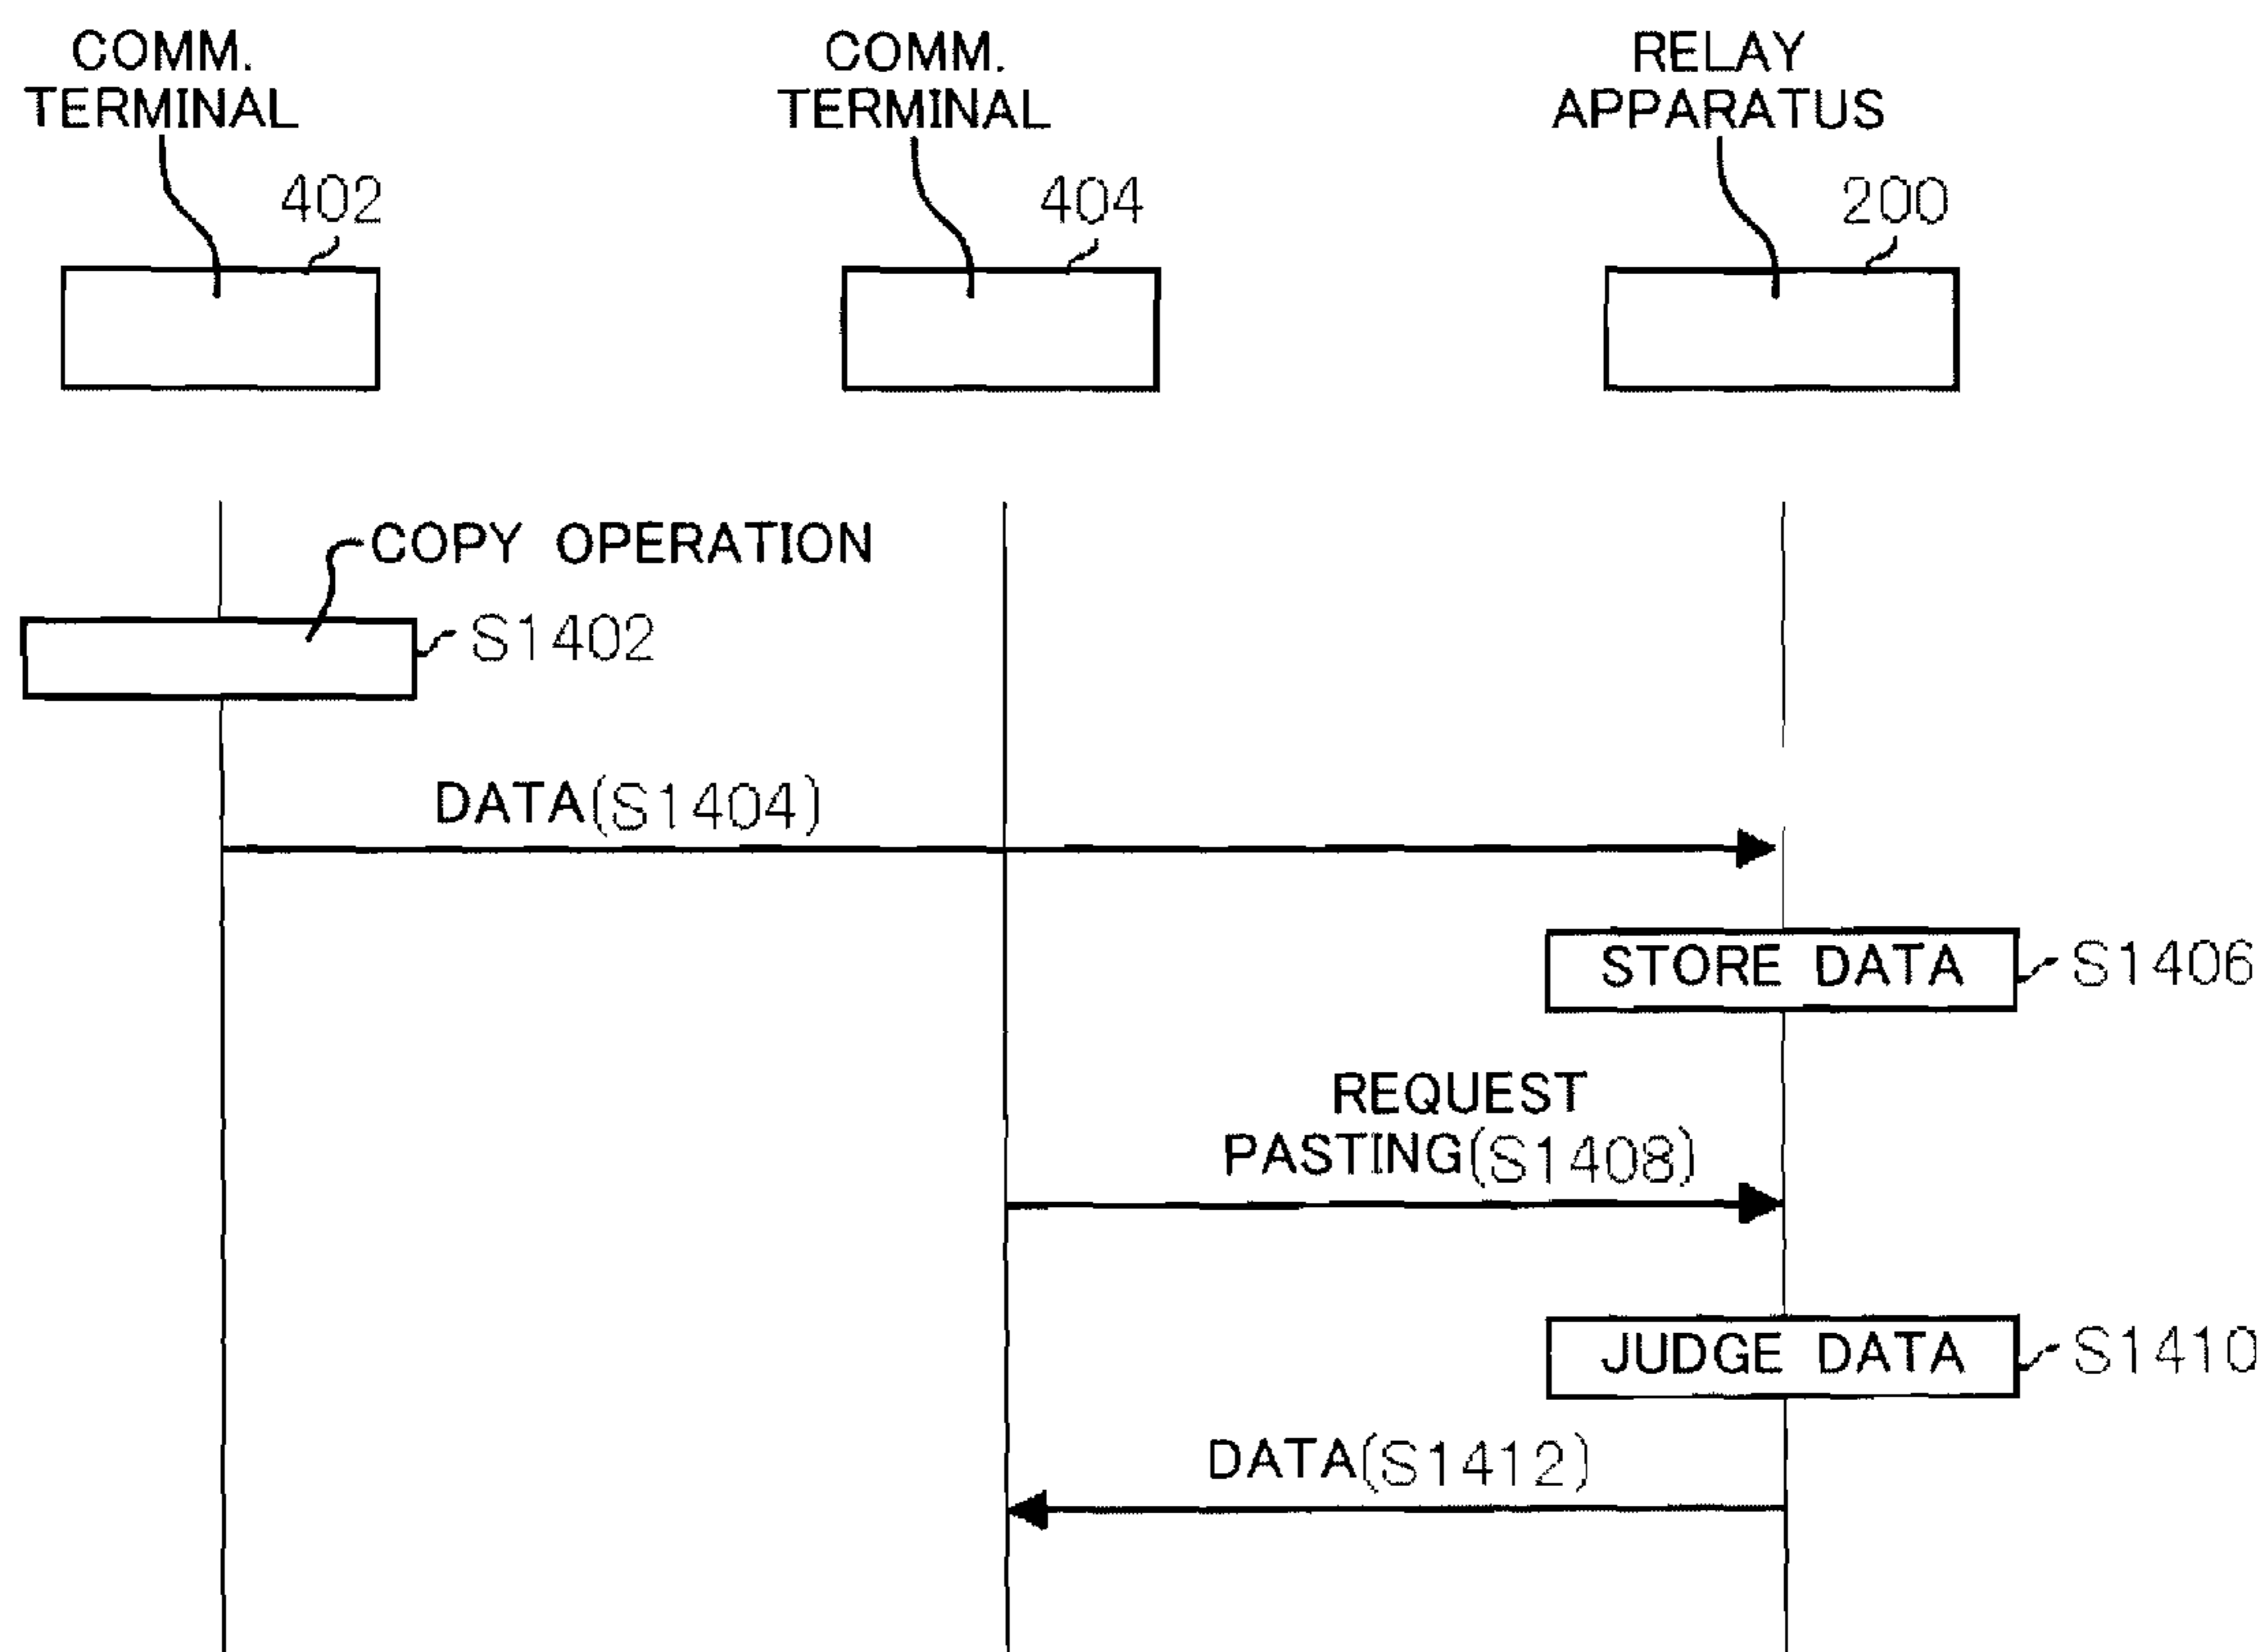 COMM.
TERMINAL
402
COMM.
TERMINAL
404
RELAY
APPARATUS
200
COPY OPERATION
S1402
DATA(S1404)
STORE DATA
S1406
REQUEST
PASTING(S1408)
JUDGE DATA
S1410
DATA(S1412)